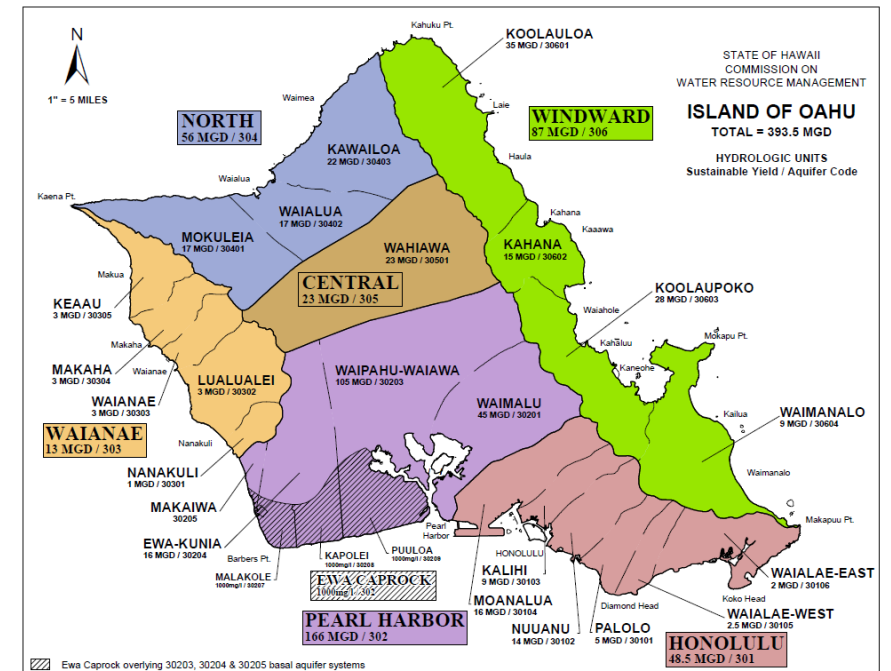 N
1" = 5 MILES
STATE OF HAWAII
COMMISSION ON
WATER RESOURCE MANAGEMENT
ISLAND OF OAHU
TOTAL = 393.5 MGD
HYDROLOGIC UNITS
Sustainable Yield / Aquifer Code
Kahuku Pt.
KOOLAULOA
35 MGD / 30601
Waimea
Laie
NORTH
56 MGD / 304
WINDWARD
87 MGD / 306
KAWAILOA
22 MGD / 30403
Haula
Waialua
Kaena Pt.
WAIALUA
17 MGD / 30402
Kahana
Kaaawa
MOKULEIA
17 MGD / 30401
WAHIAWA
23 MGD / 30501
KAHANA
15 MGD / 30602
Makua
CENTRAL
23 MGD / 305
KOOLAUPOKO
28 MGD / 30603
KEAAU
3 MGD / 30305
Waiahole
Mokapu Pt.
Makaha
Kahaluu
MAKAHA
3 MGD / 30304
Waianae
Kaneohe
LUALUALEI
3 MGD / 30302
WAIPAHU-WAIAWA
105 MGD / 30203
WAIANAE
3 MGD / 30303
WAIMALU
45 MGD / 30201
Kailua
WAIMANALO
9 MGD / 30604
WAIANAE
13 MGD / 303
Nanakuli
NANAKULI
1 MGD / 30301
Waimanalo
MAKAIWA
30205
Makapuu Pt.
EWA-KUNIA
16 MGD / 30204
Pearl
Harbor
Barbers Pt.
KAPOLEI
1000mg/l / 30208
PUULOA
1000mg/l / 30209
HONOLULU
MALAKOLE
1000mg/l / 30207
KALIHI
9 MGD / 30103
WAIALAE-EAST
2 MGD / 30106
EWA CAPROCK
1000mg/l 302
MOANALUA
16 MGD / 30104
Diamond Head
Koko Head
WAIALAE-WEST
2.5 MGD / 30105
PEARL HARBOR
166 MGD / 302
NUUANU
14 MGD / 30102
PALOLO
5 MGD / 30101
HONOLULU
48.5 MGD / 301
Ewa Caprock overlying 30203, 30204 & 30205 basal aquifer systems